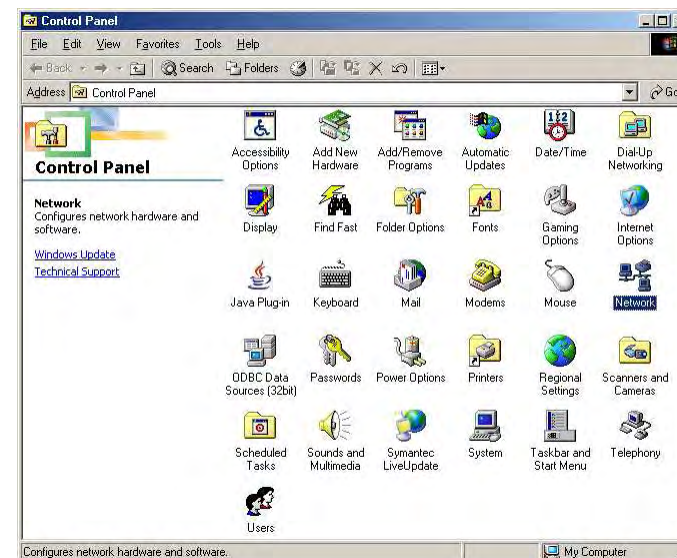 Control Panel
File Edit View Favorites Tools Help
Back Search Folders
Address Control Panel Go
Control Panel
Network
Configures network hardware and
software.
Windows Update
Technical Support
Accessibility
Options
Add New
Hardware
Add/Remove
Programs
Automatic
Updates
Date/Time
Dial-Up
Networking
Display
Find Fast
Folder Options
Fonts
Gaming
Options
Internet
Options
Java Plug-in
Keyboard
Mail
Modems
Mouse
Network
ODBC Data
Sources (32bit)
Passwords
Power Options
Printers
Regional
Settings
Scanners and
Cameras
Scheduled
Tasks
Sounds and
Multimedia
Symantec
LiveUpdate
System
Taskbar and
Start Menu
Telephony
Users
Configures network hardware and software. My Computer